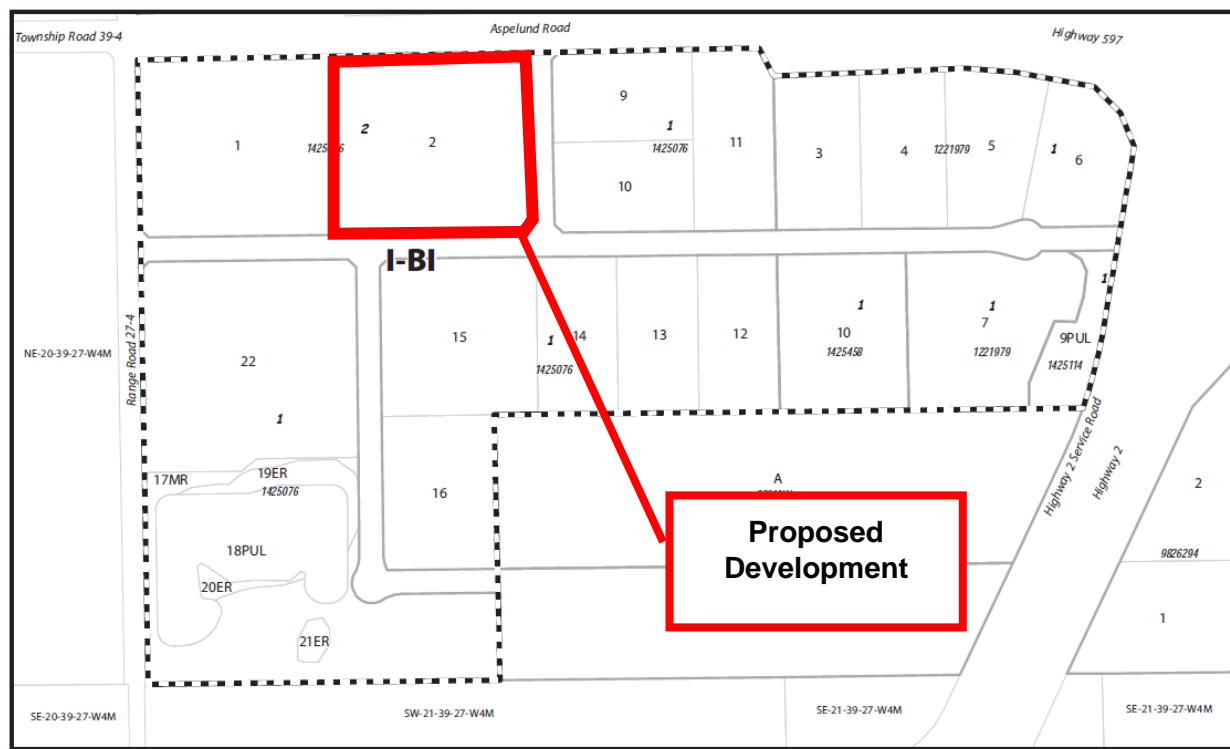 Township Road 39-4
Aspelund Road
Highway 597
1
2
2
9
1
11
3
4
5
1
6
1425076
1221979
10
I-BI
Range Road 27-4
NE-20-39-27-W4M
22
1
15
1
14
1425076
13
12
1
10
1425458
1
7
1221979
1
9PUL
1425114
17MR
19ER
1425076
16
18PUL
20ER
21ER
A
Proposed
Development
Highway 2 Service Road
Highway 2
2
9826294
1
SE-20-39-27-W4M
SW-21-39-27-W4M
SE-21-39-27-W4M
SE-21-39-27-W4M